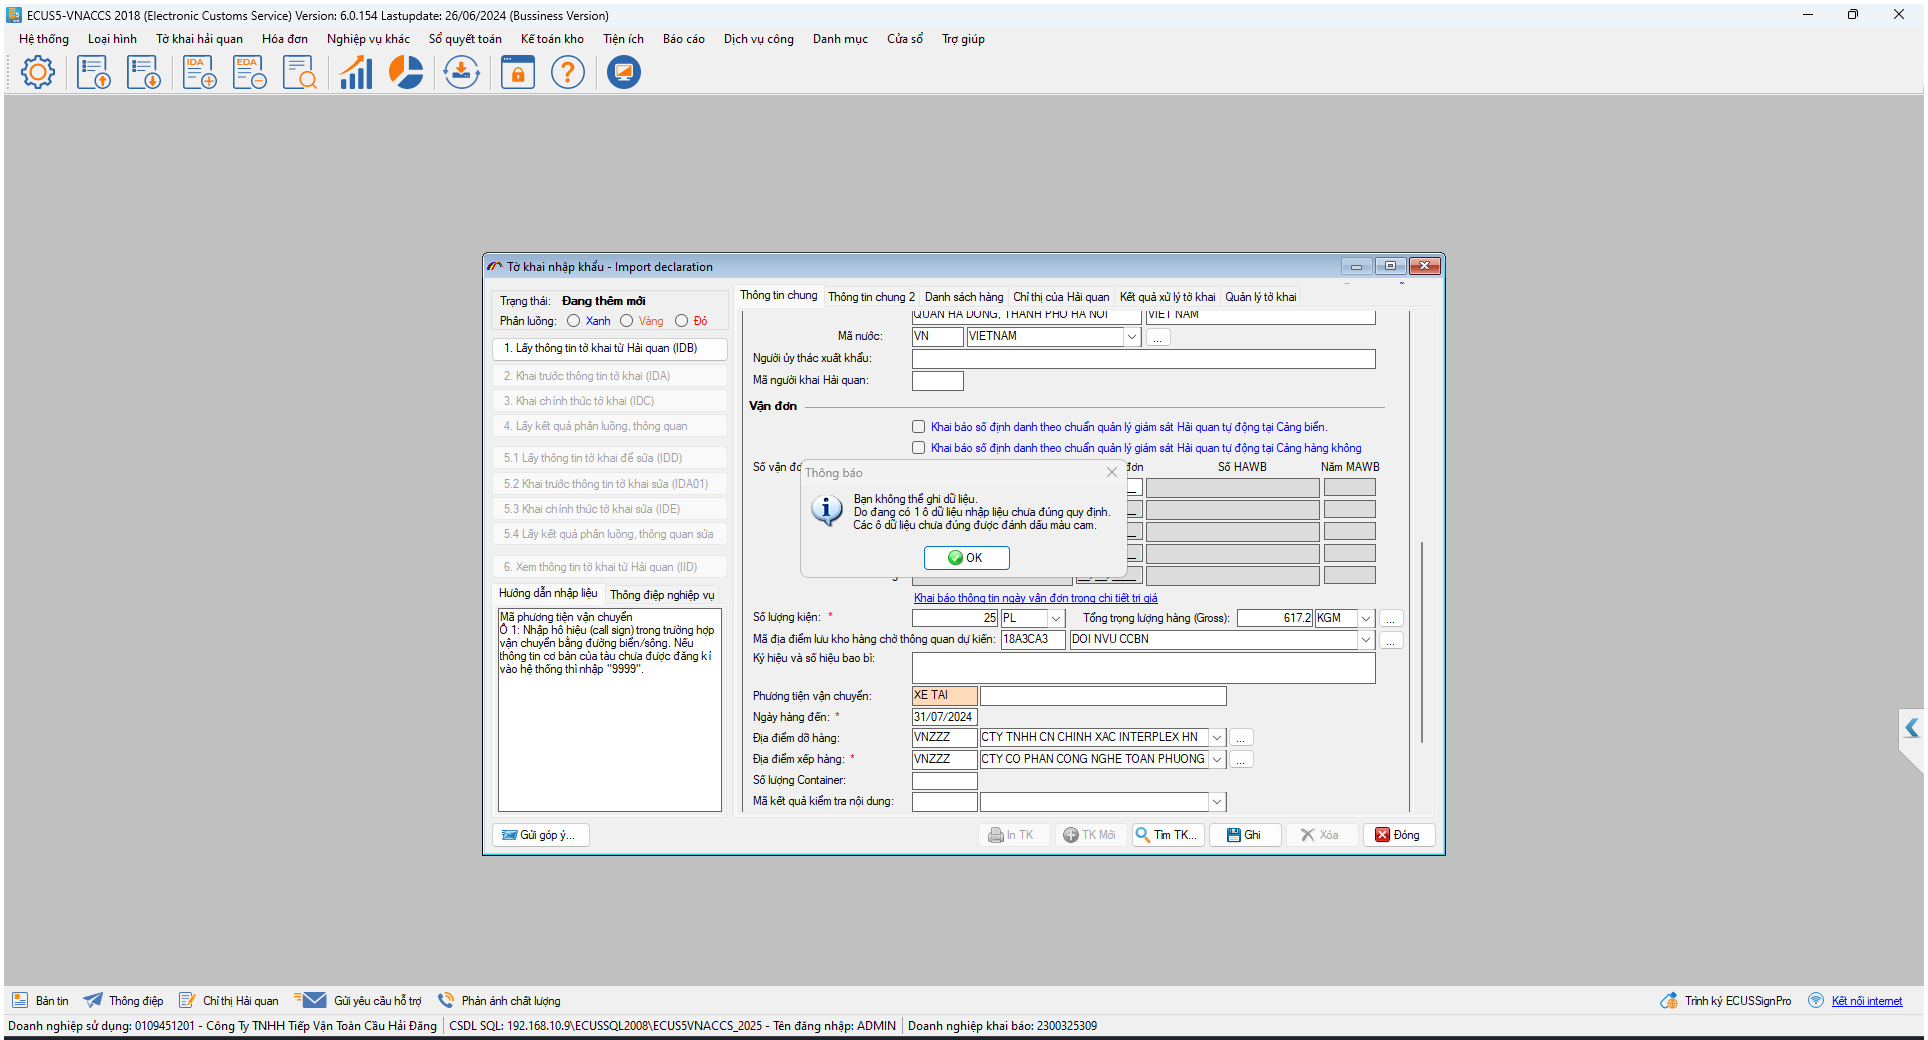 ECUS5-VNACCS 2018 (Electronic Customs Service) Version: 6.0.154 Lastupdate: 26/06/2024 (Bussiness Version)
Hệ thống Loại hình Tờ khai hải quan Hóa đơn Nghiệp vụ khác Sổ quyết toán Kế toán kho Tiện ích Báo cáo Dịch vụ công Danh mục Cửa sổ Trợ giúp
IDA EDA
Tờ khai nhập khẩu - Import declaration
Trạng thái: Đang thêm mới
Phân luồng: Xanh Vàng Đỏ
1. Lấy thông tin tờ khai từ Hải quan (IDB)
2. Khai trước thông tin tờ khai (IDA)
3. Khai chính thức tờ khai (IDC)
4. Lấy kết quả phân luồng, thông quan
5.1 Lấy thông tin tờ khai để sửa (IDD)
5.2 Khai trước thông tin tờ khai sửa (IDA01)
5.3 Khai chính thức tờ khai sửa (IDE)
5.4 Lấy kết quả phân luồng, thông quan sửa
6. Xem thông tin tờ khai từ Hải quan (IID)
Hướng dẫn nhập liệu Thông điệp nghiệp vụ
Mã phương tiện vận chuyển
Ô 1: Nhập hô hiệu (call sign) trong trường hợp
vận chuyển bằng đường biển/sông. Nếu
thông tin cơ bản của tàu chưa được đăng kí
vào hệ thống thì nhập "9999".
Gửi góp ý...
Thông tin chung Thông tin chung 2 Danh sách hàng Chỉ thị của Hải quan Kết quả xử lý tờ khai Quản lý tờ khai
QUAN HA DONG, THANH PHO HA NOI VIET NAM
Mã nước: VN VIETNAM ...
Người ủy thác xuất khẩu:
Mã người khai Hải quan:
Vận đơn
Khai báo số định danh theo chuẩn quản lý giám sát Hải quan tự động tại Cảng biển.
Khai báo số định danh theo chuẩn quản lý giám sát Hải quan tự động tại Cảng hàng không
Số vận đơ đơn Số HAWB Năm MAWB
Thông báo
Bạn không thể ghi dữ liệu.
Do đang có 1 ô dữ liệu nhập liệu chưa đúng quy định.
Các ô dữ liệu chưa đúng được đánh dấu màu cam.
OK
Khai báo thông tin ngày vận đơn trong chi tiết trị giá
Số lượng kiện: * 25 PL Tổng trọng lượng hàng (Gross): 617.2 KGM ...
Mã địa điểm lưu kho hàng chờ thông quan dự kiến: 18A3CA3 DOI NVU CCBN ...
Ký hiệu và số hiệu bao bì:
Phương tiện vận chuyển: XE TAI
Ngày hàng đến: * 31/07/2024
Địa điểm dỡ hàng: VNZZZ CTY TNHH CN CHINH XAC INTERPLEX HN ...
Địa điểm xếp hàng: * VNZZZ CTY CO PHAN CONG NGHE TOAN PHUONG ...
Số lượng Container:
Mã kết quả kiểm tra nội dung:
In TK TK Mới Tìm TK... Ghi Xóa Đóng
Bản tin Thông điệp Chỉ thị Hải quan Gửi yêu cầu hỗ trợ Phản ánh chất lượng Trình ký ECUSSignPro Kết nối internet
Doanh nghiệp sử dụng: 0109451201 - Công Ty TNHH Tiếp Vận Toàn Cầu Hải Đăng CSDL SQL: 192.168.10.9\ECUSSQL2008\ECUS5VNACCS_2025 - Tên đăng nhập: ADMIN Doanh nghiệp khai báo: 2300325309